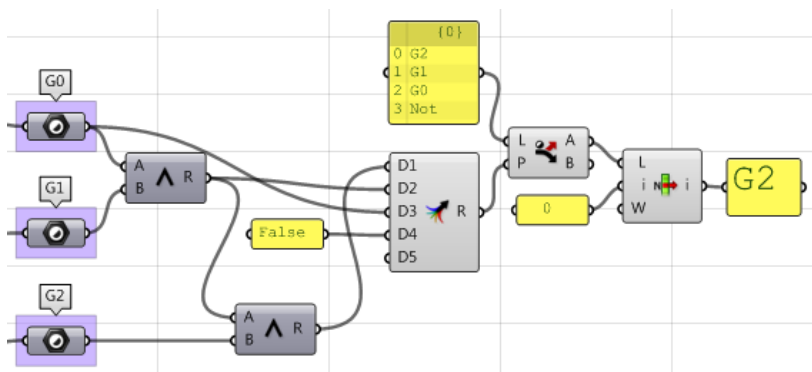 {0}
0 G2
1 G1
2 G0
3 Not
G0
A
B
R
G1
False
D1
D2
D3
D4
D5
R
L
P
A
B
0
L
i
W
N
i
G2
G2
A
B
R